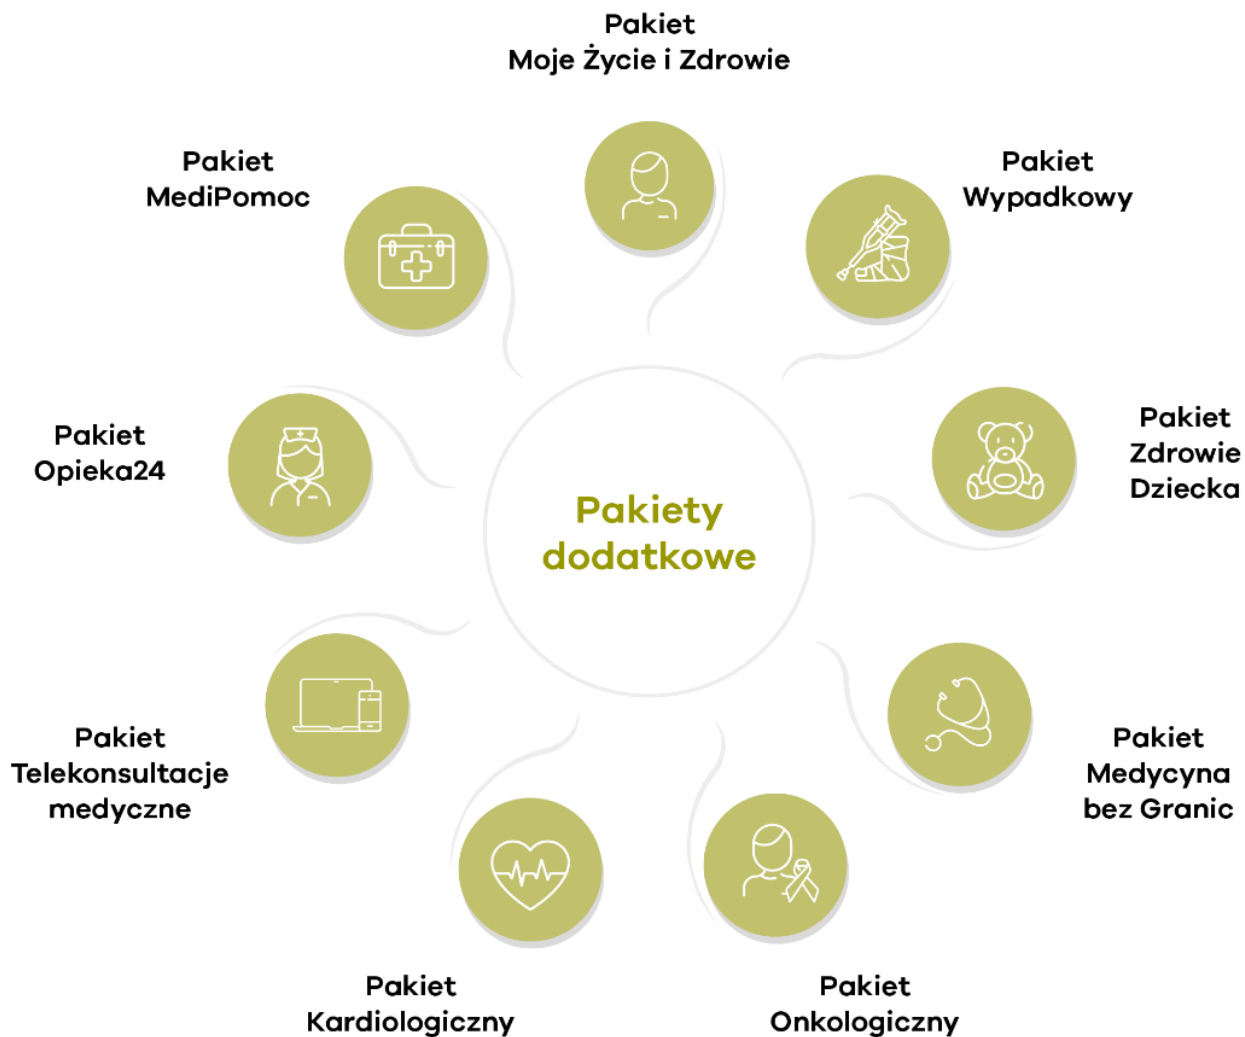 Pakiet
Moje Życie i Zdrowie
Pakiet
Wypadkowy
Pakiet
Zdrowie
Dziecka
Pakiet
Medycyna
bez Granic
Pakiet
Onkologiczny
Pakiet
Kardiologiczny
Pakiet
Telekonsultacje
medyczne
Pakiet
Opieka24
Pakiet
MediPomoc
Pakiety
dodatkowe